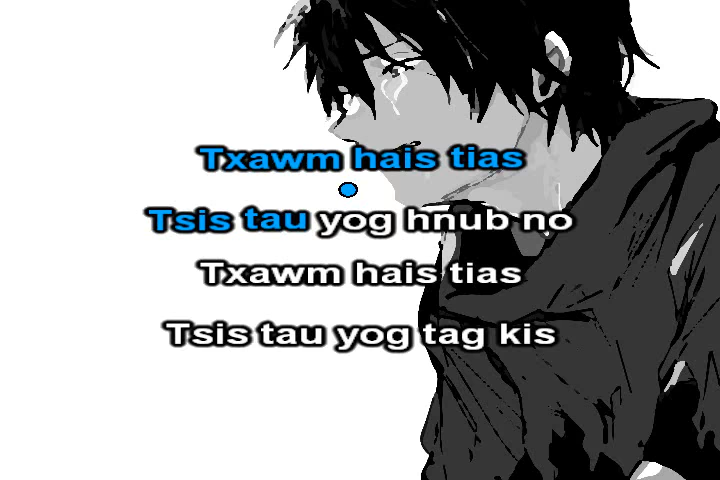 Txawm hais tias
Tsis tau yog hnub no
Txawm hais tias
Tsis tau yog tag kis